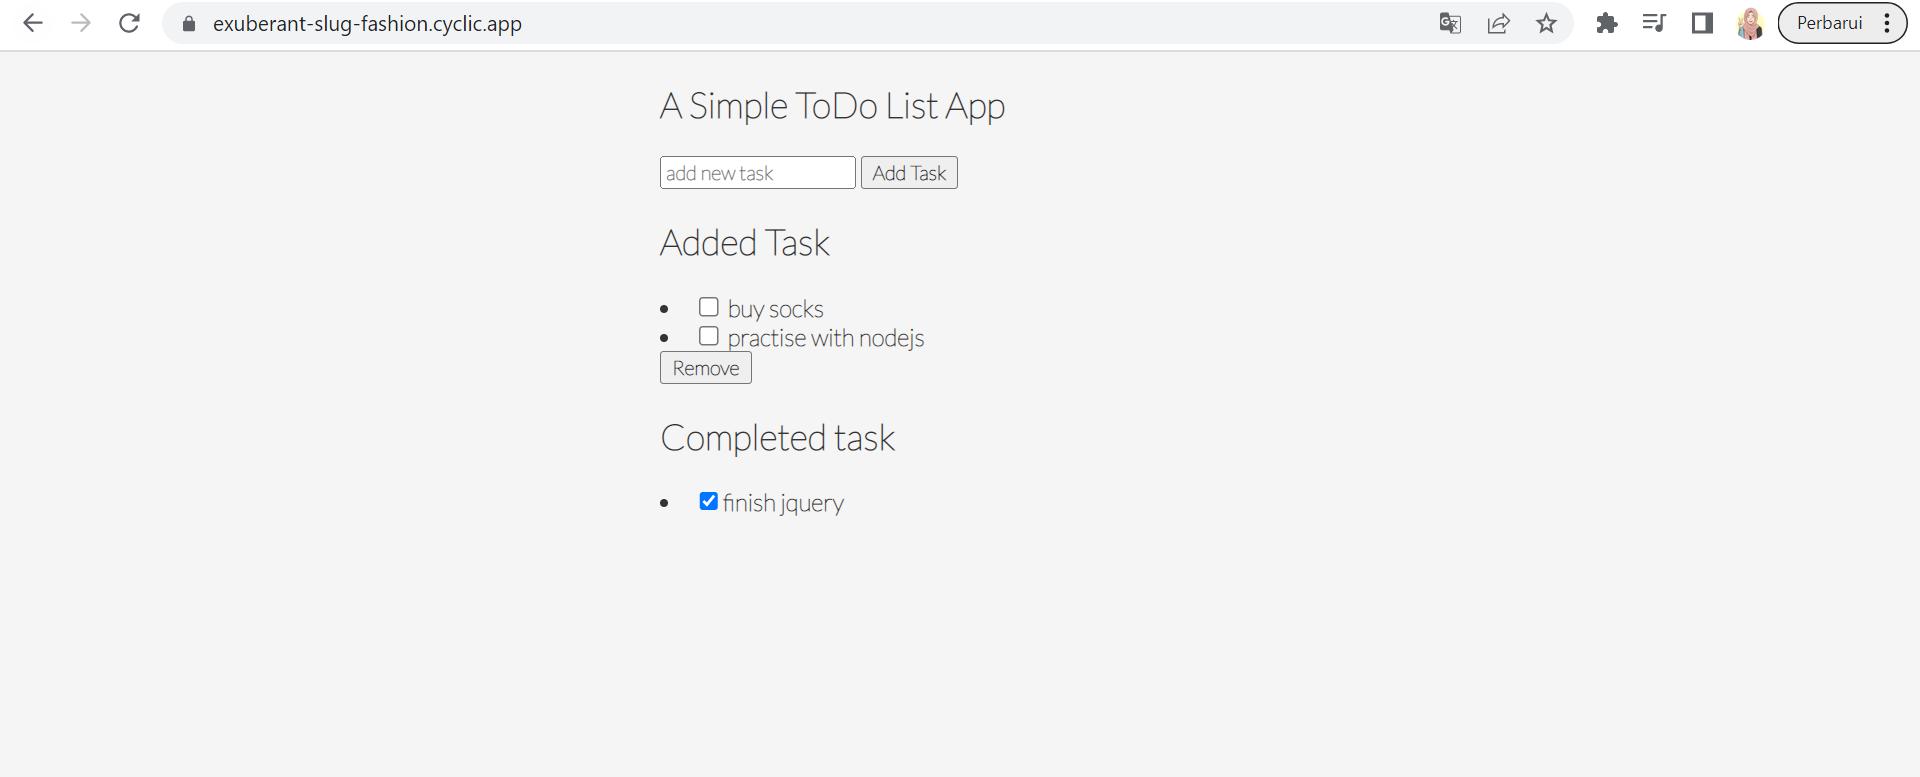 exuberant-slug-fashion.cyclic.app
Perbarui
A Simple ToDo List App
add new task Add Task
Added Task
buy socks
practise with nodejs
Remove
Completed task
finish jquery